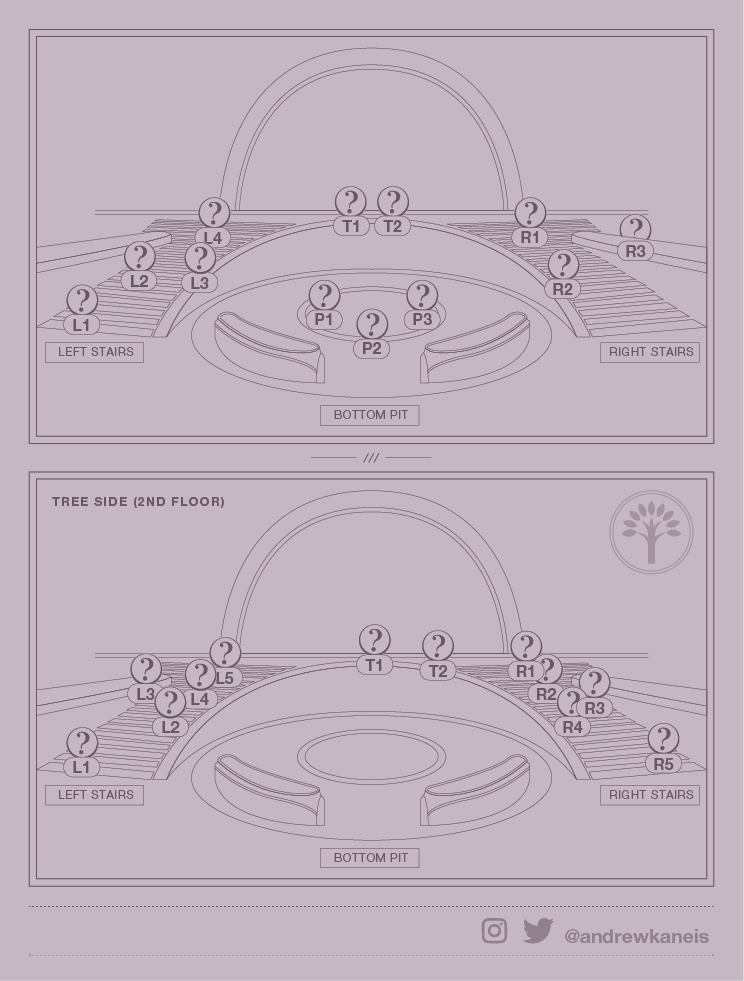 ?
?
?
?
T1
T2
L4
R1
?
R3
?
?
?
L2
L3
R2
?
?
?
L1
P1
?
P3
P2
LEFT STAIRS
RIGHT STAIRS
BOTTOM PIT
///
TREE SIDE (2ND FLOOR)
?
?
?
?
T1
T2
R1
?
?
L5
?
?
?
L3
L4
R2
R3
?
?
L2
R4
?
?
L1
R5
LEFT STAIRS
RIGHT STAIRS
BOTTOM PIT
@andrewkaneis